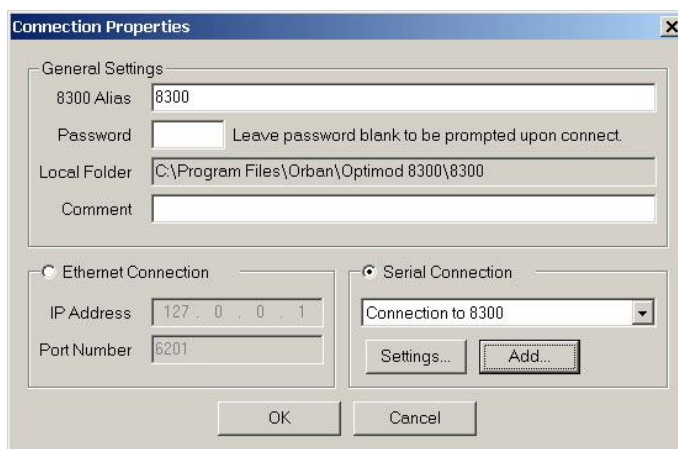 Connection Properties
General Settings
8300 Alias 8300
Password Leave password blank to be prompted upon connect.
Local Folder C:\Program Files\Orban\Optimod 8300\8300
Comment
Ethernet Connection
IP Address 127 . 0 . 0 . 1
Port Number 6201
Serial Connection
Connection to 8300
Settings... Add...
OK Cancel